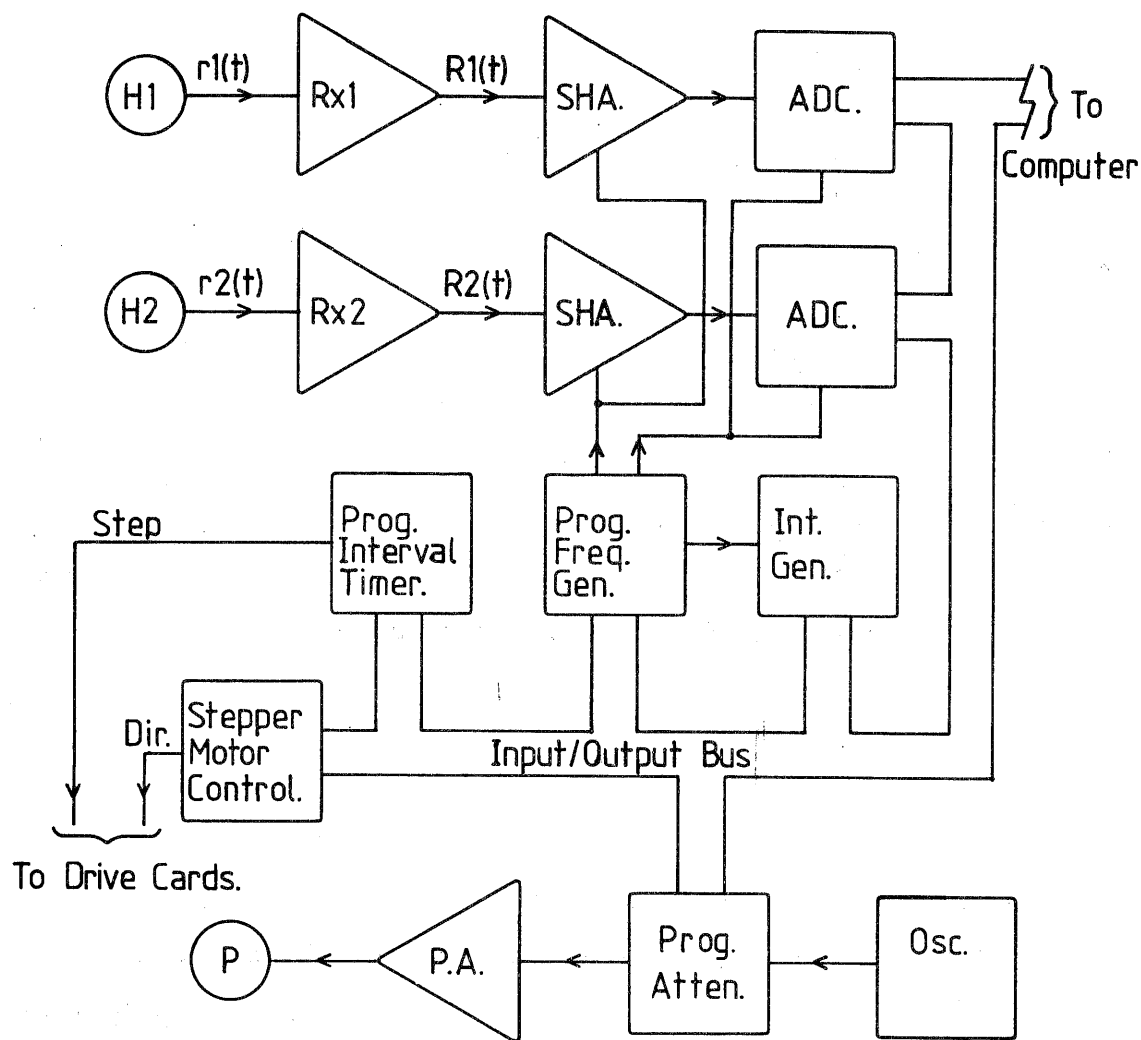 H1
r1(t)
Rx1
R1(t)
SHA.
ADC.
To
Computer
H2
r2(t)
Rx2
R2(t)
SHA.
ADC.
Step
Prog.
Interval
Timer.
Prog.
Freq.
Gen.
Int.
Gen.
Dir.
Stepper
Motor
Control.
Input/Output Bus
To Drive Cards.
P
P.A.
Prog.
Atten.
Osc.